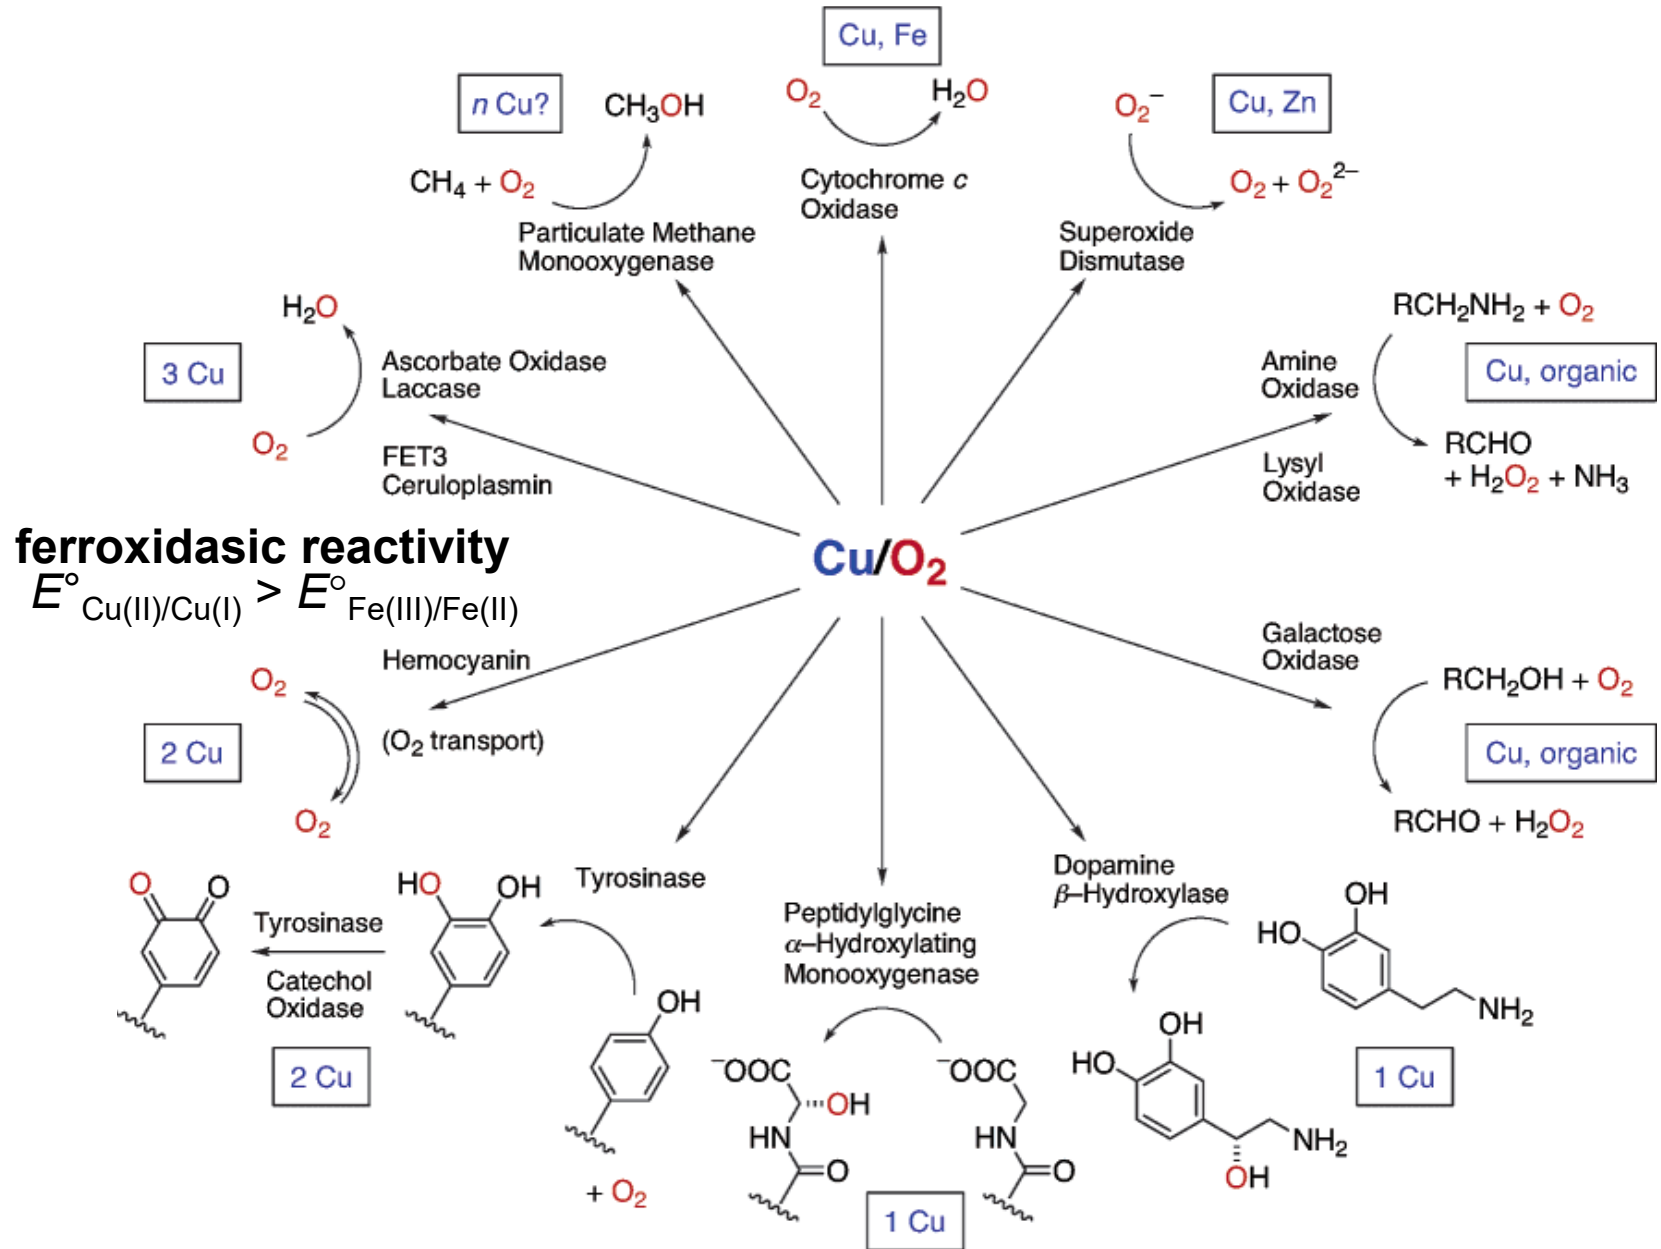 Cu, Fe
O₂
H₂O
Cytochrome c
Oxidase
n Cu?
CH₃OH
CH₄ + O₂
Particulate Methane
Monooxygenase
O₂⁻
Cu, Zn
O₂ + O₂²⁻
Superoxide
Dismutase
H₂O
3 Cu
O₂
Ascorbate Oxidase
Laccase
FET3
Ceruloplasmin
RCH₂NH₂ + O₂
Amine
Oxidase
Cu, organic
Lysyl
Oxidase
RCHO
+ H₂O₂ + NH₃
ferroxidasic reactivity
E° Cu(II)/Cu(I) > E° Fe(III)/Fe(II)
Cu/O₂
Hemocyanin
O₂
2 Cu
(O₂ transport)
O₂
Galactose
Oxidase
RCH₂OH + O₂
Cu, organic
RCHO + H₂O₂
O
O
Tyrosinase
Catechol
Oxidase
2 Cu
HO
OH
Tyrosinase
OH
+ O₂
Peptidylglycine
α–Hydroxylating
Monooxygenase
⁻OOC
OH
HN
O
⁻OOC
HN
O
1 Cu
Dopamine
β–Hydroxylase
OH
HO
NH₂
OH
HO
NH₂
OH
1 Cu